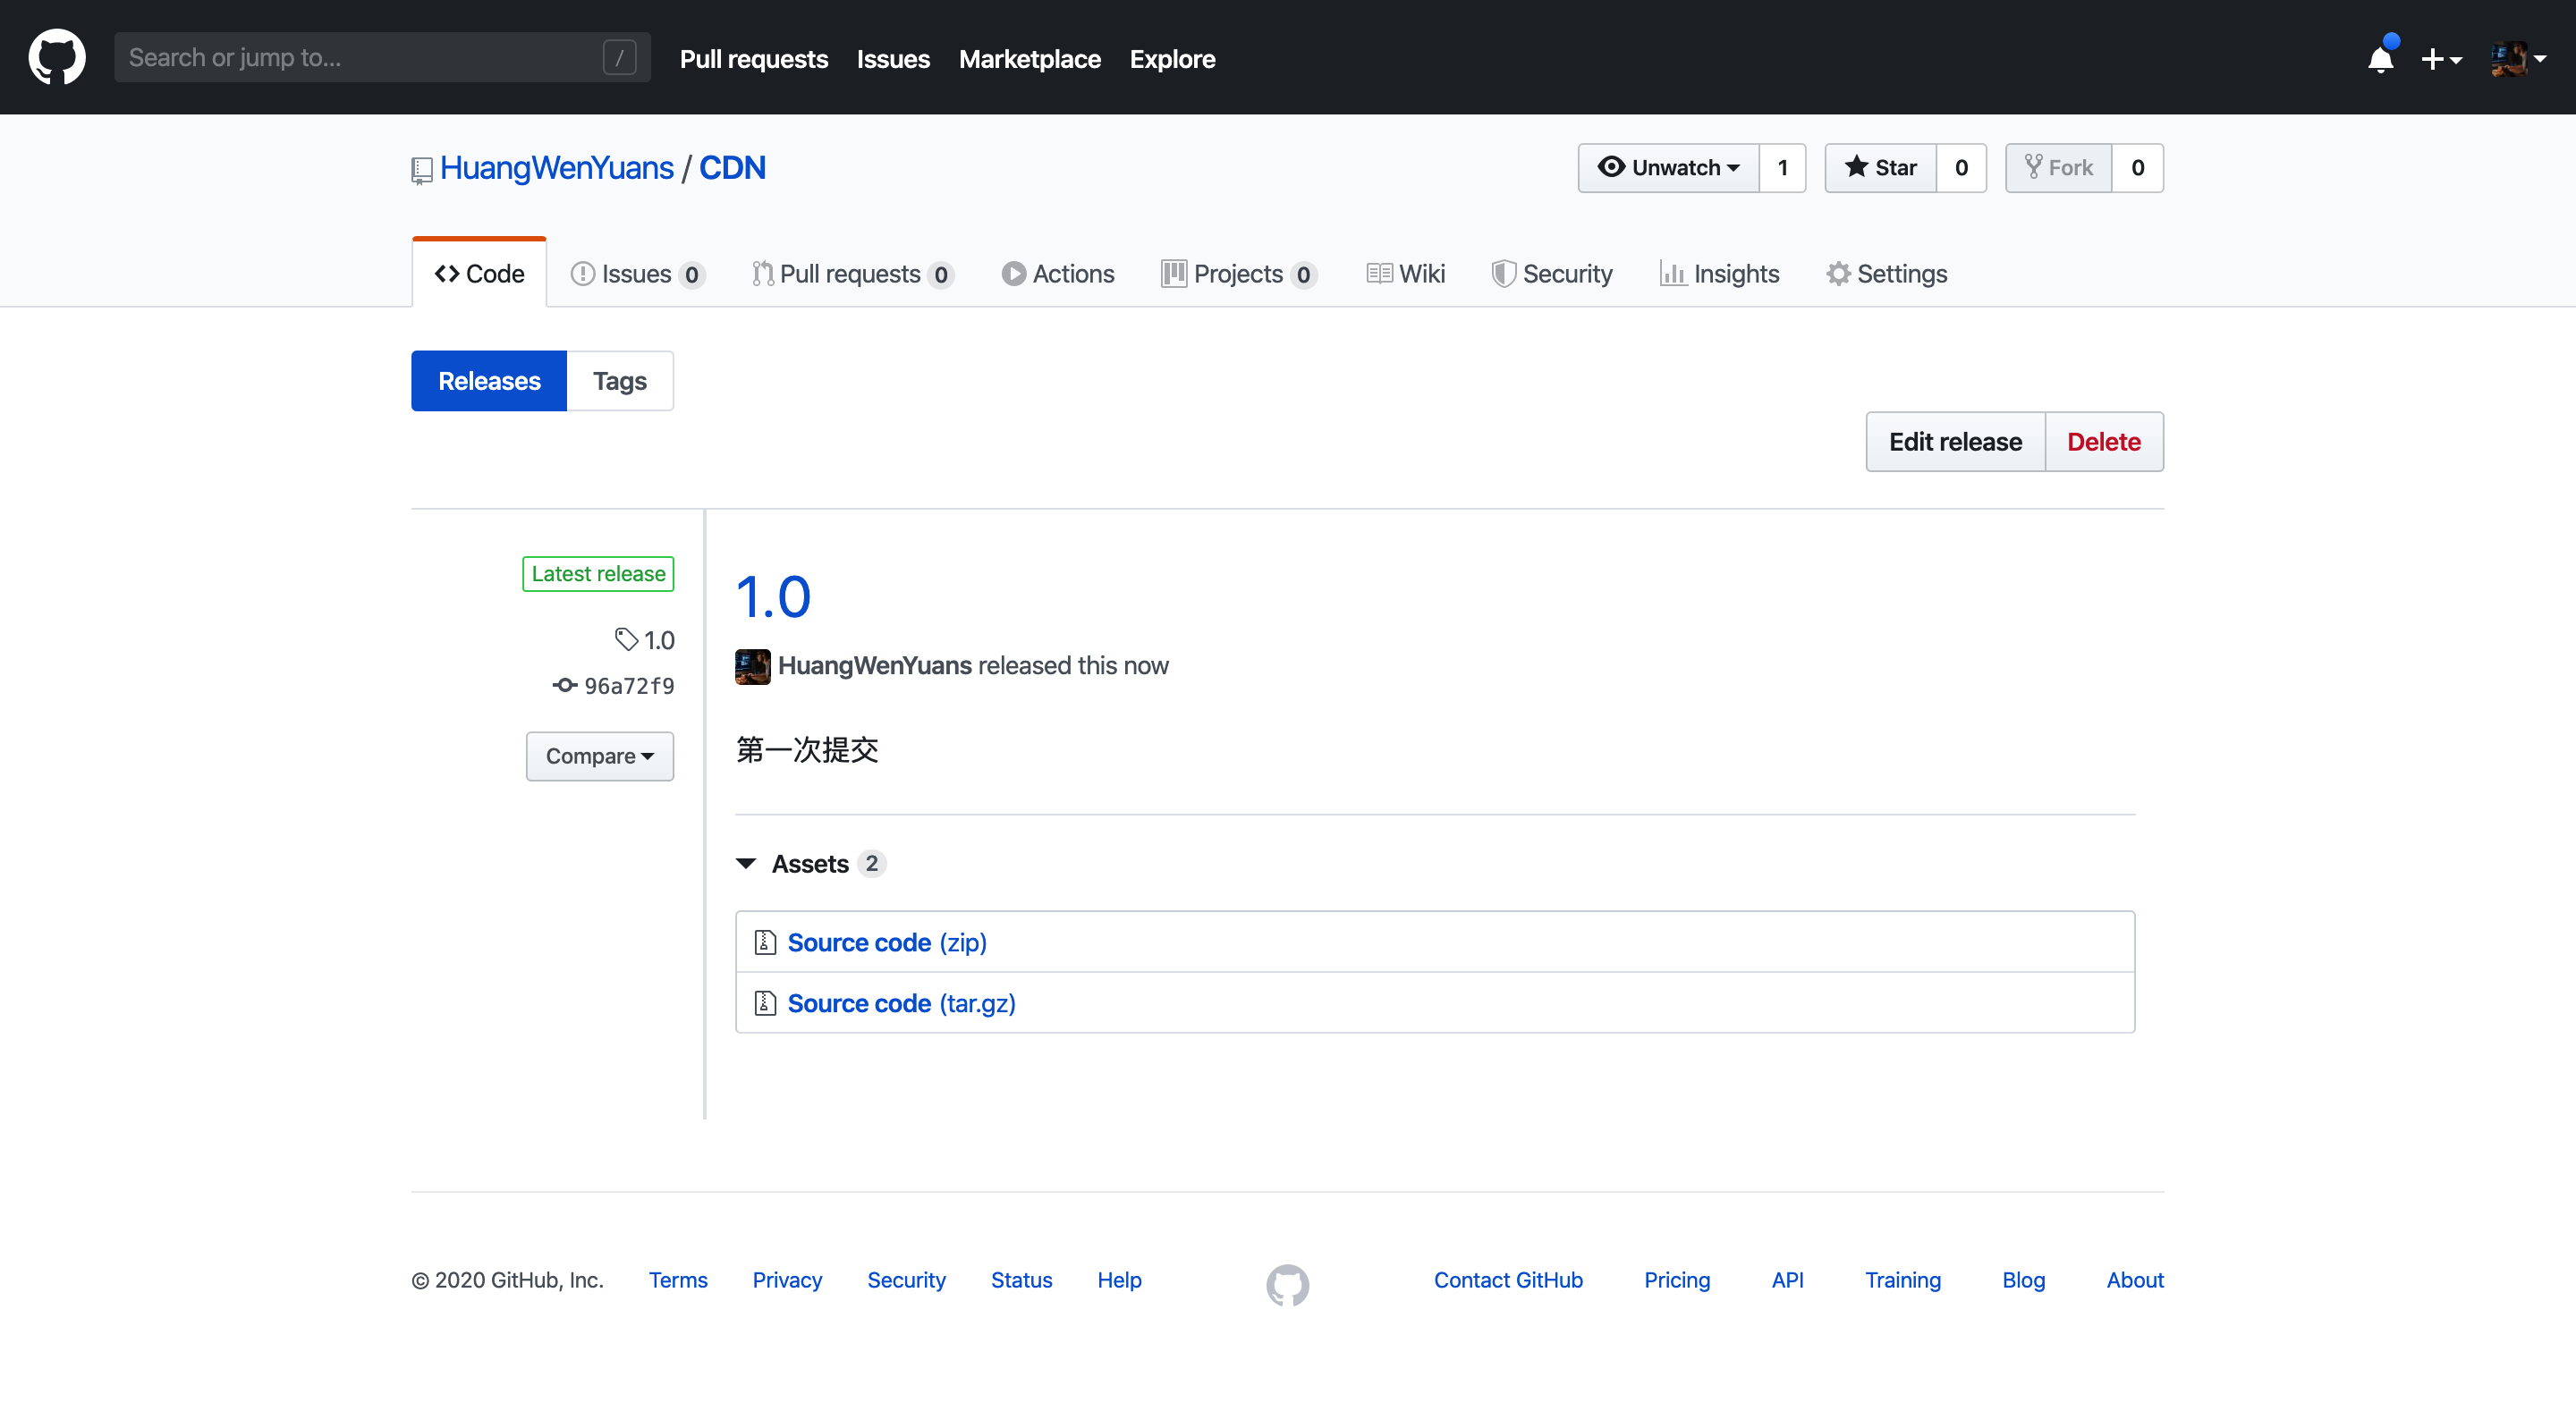 Search or jump to... /
Pull requests Issues Marketplace Explore
HuangWenYuans / CDN
Unwatch 1 Star 0 Fork 0
Code Issues 0 Pull requests 0 Actions Projects 0 Wiki Security Insights Settings
Releases Tags
Edit release Delete
Latest release
1.0
96a72f9
Compare
1.0
HuangWenYuans released this now
第一次提交
Assets 2
Source code (zip)
Source code (tar.gz)
© 2020 GitHub, Inc. Terms Privacy Security Status Help Contact GitHub Pricing API Training Blog About